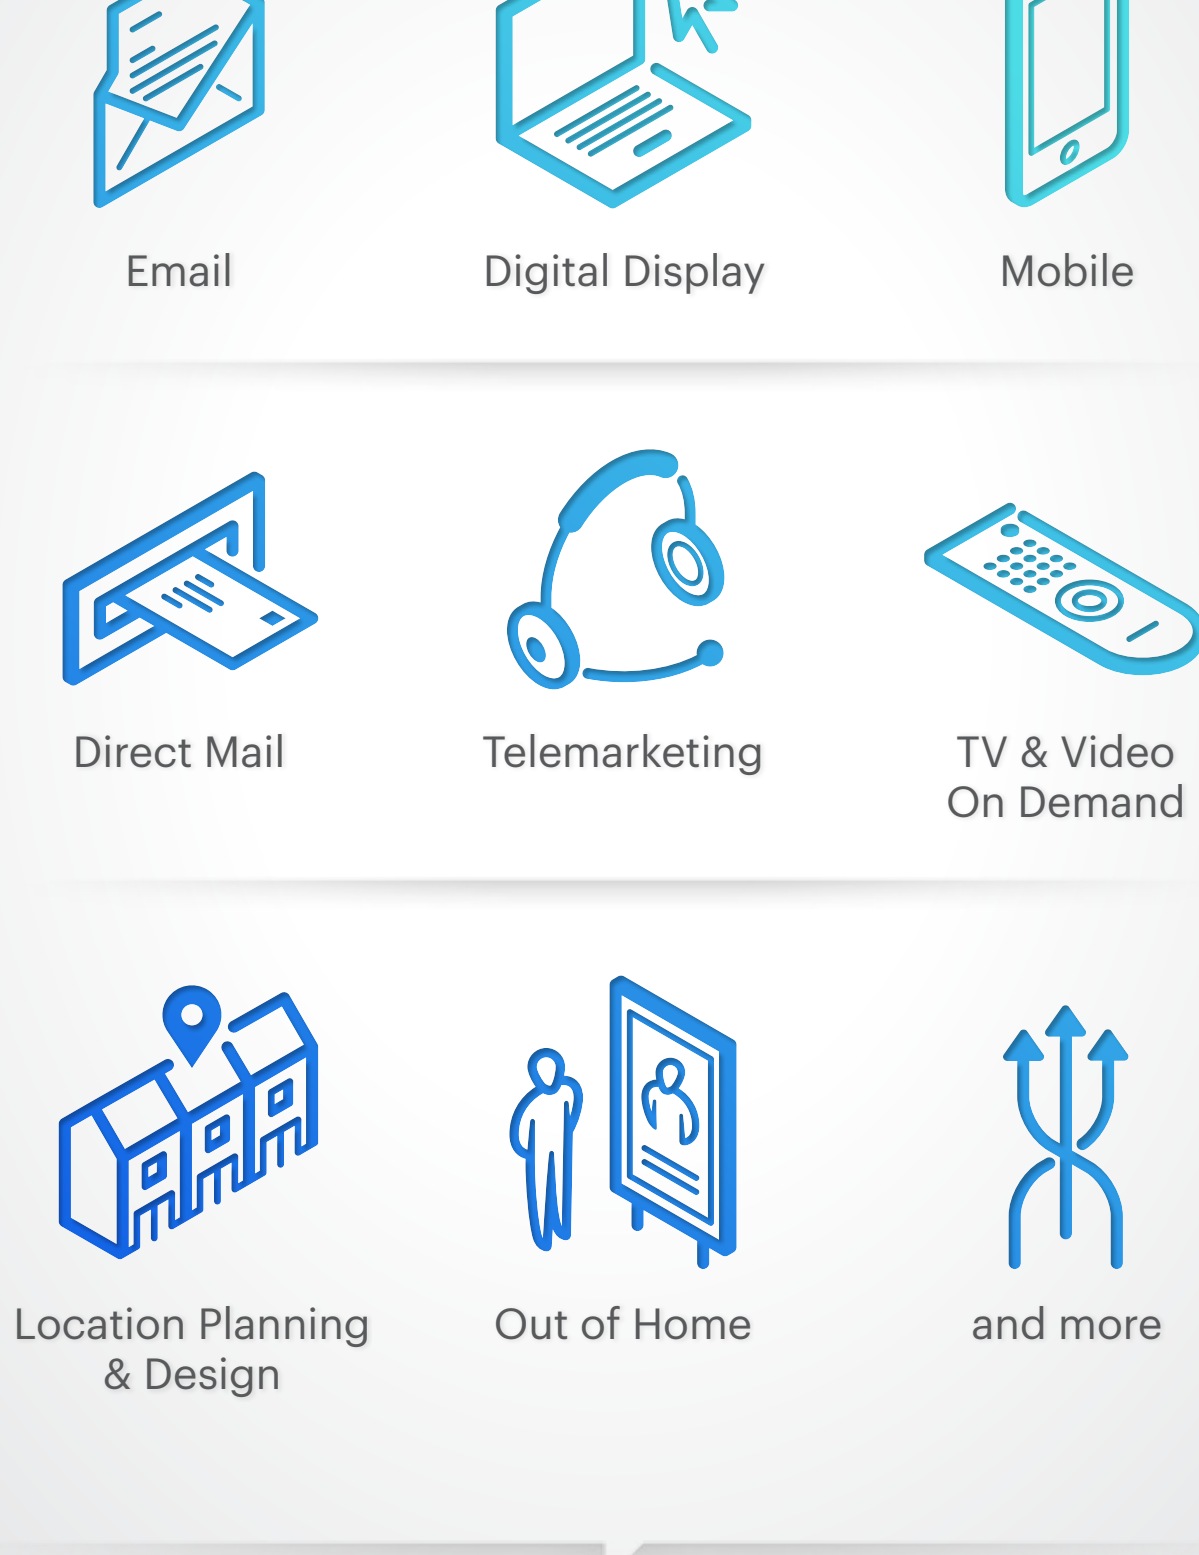 Email
Digital Display
Mobile
Direct Mail
Telemarketing
TV & Video
On Demand
Location Planning
& Design
Out of Home
and more